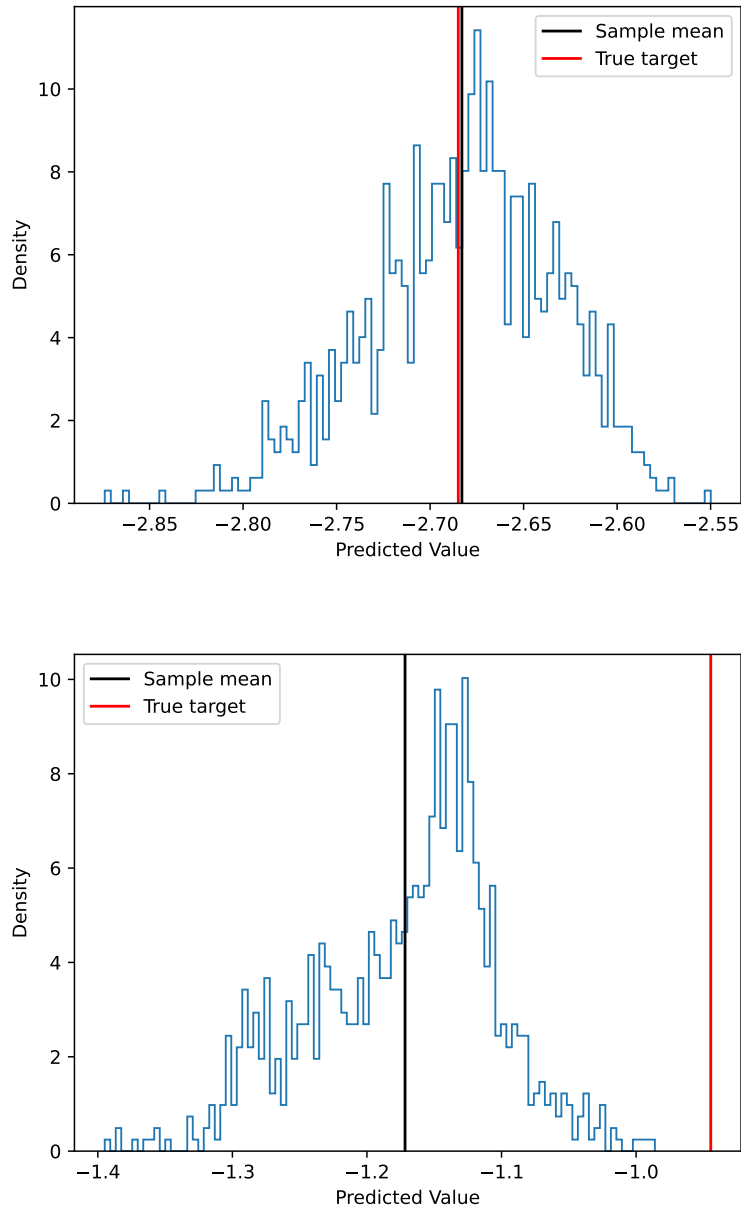 Sample mean
True target
10
8
6
4
2
0
Density
−2.85 −2.80 −2.75 −2.70 −2.65 −2.60 −2.55
Predicted Value
Sample mean
True target
10
8
6
4
2
0
Density
−1.4 −1.3 −1.2 −1.1 −1.0
Predicted Value